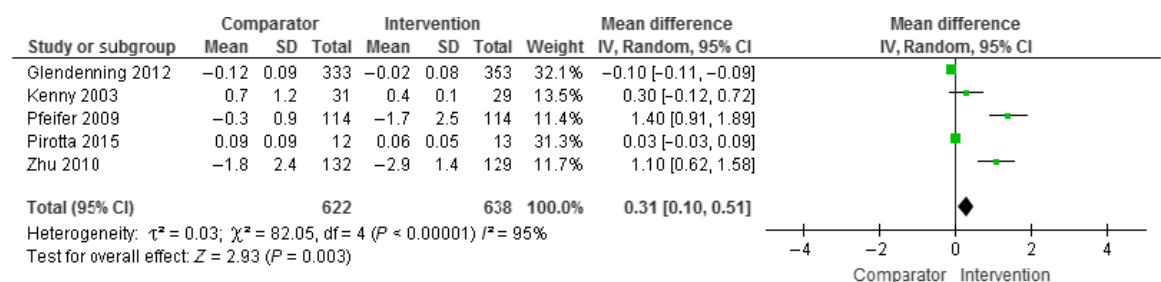 Comparator Intervention Mean difference Mean difference
Study or subgroup Mean SD Total Mean SD Total Weight IV, Random, 95% CI IV, Random, 95% CI
Glendenning 2012 −0.12 0.09 333 −0.02 0.08 353 32.1% −0.10 [−0.11, −0.09]
Kenny 2003 0.7 1.2 31 0.4 0.1 29 13.5% 0.30 [−0.12, 0.72]
Pfeifer 2009 −0.3 0.9 114 −1.7 2.5 114 11.4% 1.40 [0.91, 1.89]
Pirotta 2015 0.09 0.09 12 0.06 0.05 13 31.3% 0.03 [−0.03, 0.09]
Zhu 2010 −1.8 2.4 132 −2.9 1.4 129 11.7% 1.10 [0.62, 1.58]
Total (95% CI) 622 638 100.0% 0.31 [0.10, 0.51]
Heterogeneity: τ² = 0.03; χ² = 82.05, df = 4 (P < 0.00001) I² = 95%
Test for overall effect: Z = 2.93 (P = 0.003)
−4 −2 0 2 4
Comparator Intervention